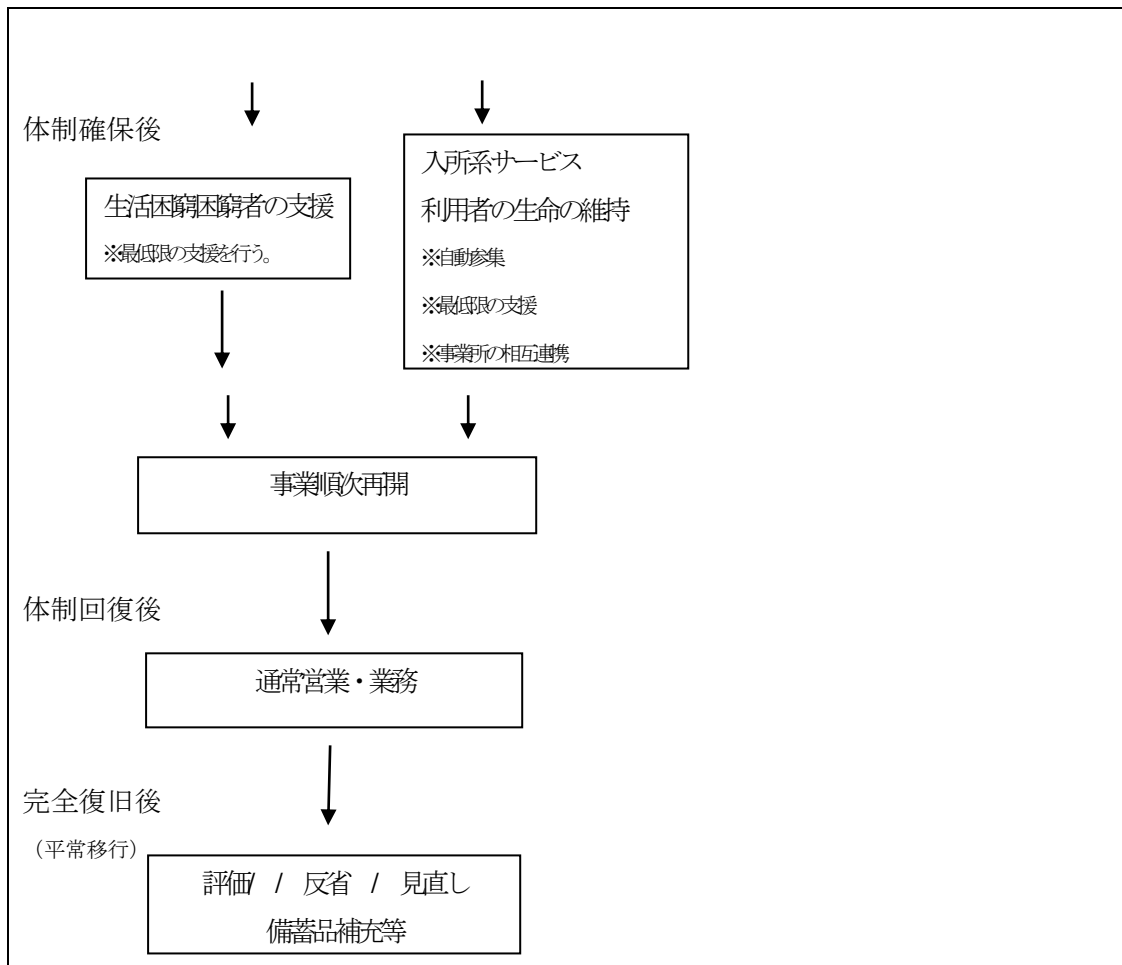 体制確保後
生活困窮困窮者の支援
※最低限の支援を行う。
入所系サービス
利用者の生命の維持
※自動参集
※最低限の支援
※事業所の相互連携
事業順次再開
体制回復後
通常営業・業務
完全復旧後
（平常移行）
評価/ / 反省 / 見直し
備蓄品補充等